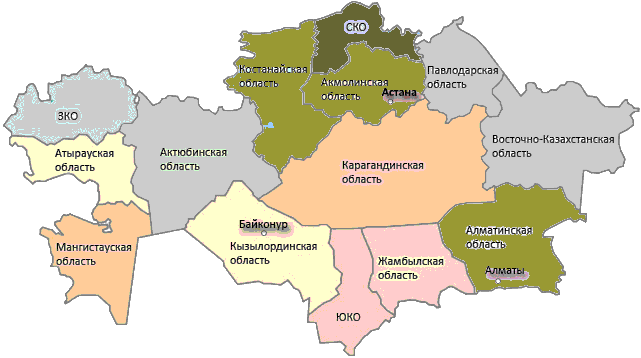 СКО
Костанайская
область
Акмолинская
область
Астана
Павлодарская
область
ЗКО
Атырауская
область
Актюбинская
область
Карагандинская
область
Восточно-Казахстанская
область
Мангистауская
область
Байконур
Кызылординская
область
Жамбылская
область
Алматинская
область
Алматы
ЮКО